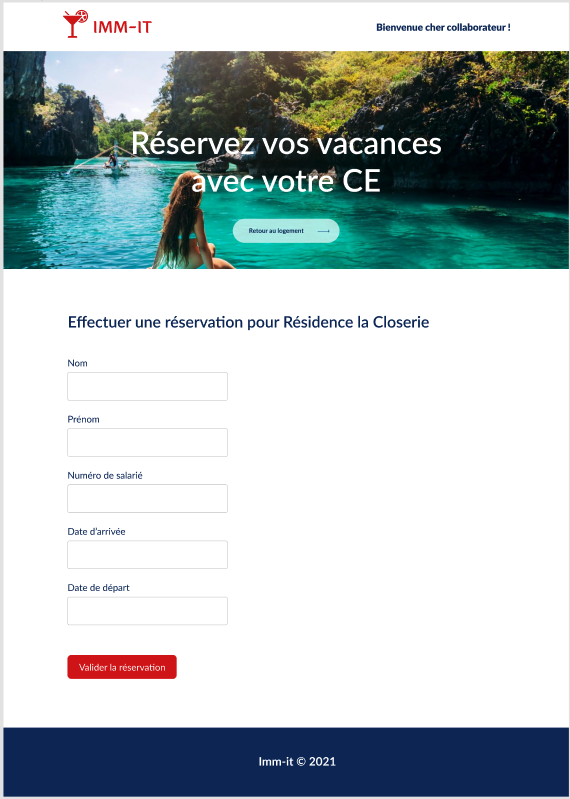 IMM-IT
Bienvenue cher collaborateur !
Réservez vos vacances
avec votre CE
Retour au logement
Effectuer une réservation pour Résidence la Closerie
Nom
Prénom
Numéro de salarié
Date d'arrivée
Date de départ
Valider la réservation
Imm-it © 2021